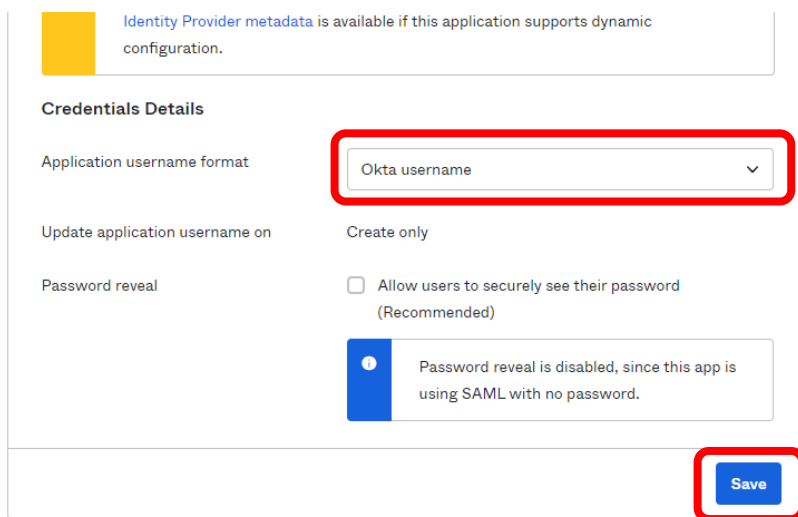 Identity Provider metadata is available if this application supports dynamic
configuration.
Credentials Details
Application username format
Okta username
Update application username on
Create only
Password reveal
Allow users to securely see their password
(Recommended)
Password reveal is disabled, since this app is
using SAML with no password.
Save